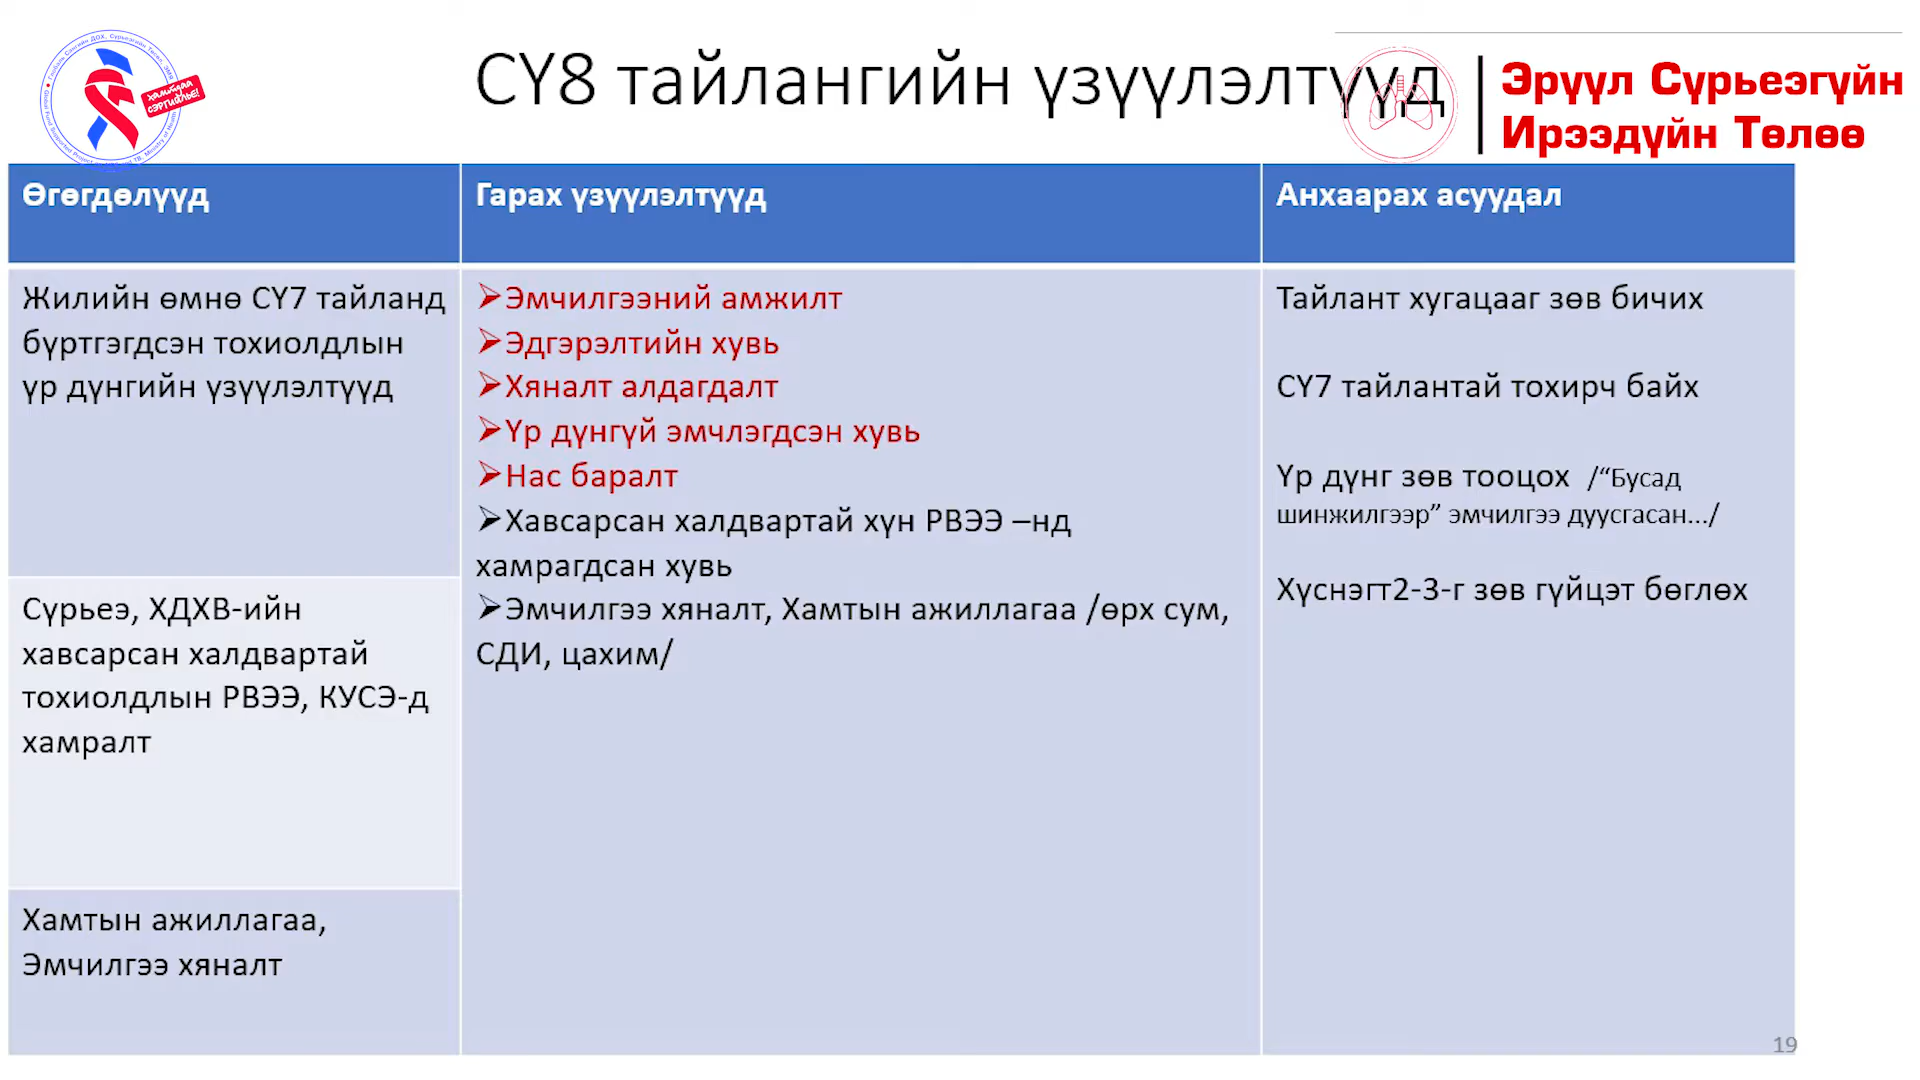 СҮ8 тайлангийн үзүүлэлтүүд
ХАМТДАА
СЭРГИЙЛЬЕ!
Эрүүл Сүрьеэгүйн
Ирээдүйн Төлөө
Өгөгдөлүүд
Гарах үзүүлэлтүүд
Анхаарах асуудал
Жилийн өмнө СҮ7 тайланд
бүртгэгдсэн тохиолдлын
үр дүнгийн үзүүлэлтүүд
Сүрьеэ, ХДХВ-ийн
хавсарсан халдвартай
тохиолдлын РВЭЭ, КУСЭ-д
хамралт
Хамтын ажиллагаа,
Эмчилгээ хяналт
➢Эмчилгээний амжилт
➢Эдгэрэлтийн хувь
➢Хяналт алдагдалт
➢Үр дүнгүй эмчлэгдсэн хувь
➢Нас баралт
➢Хавсарсан халдвартай хүн РВЭЭ –нд
хамрагдсан хувь
➢Эмчилгээ хяналт, Хамтын ажиллагаа /өрх сум,
СДИ, цахим/
Тайлант хугацааг зөв бичих
СҮ7 тайлантай тохирч байх
Үр дүнг зөв тооцох /“Бусад
шинжилгээр” эмчилгээ дуусгасан.../
Хүснэгт2-3-г зөв гүйцэт бөглөх
19